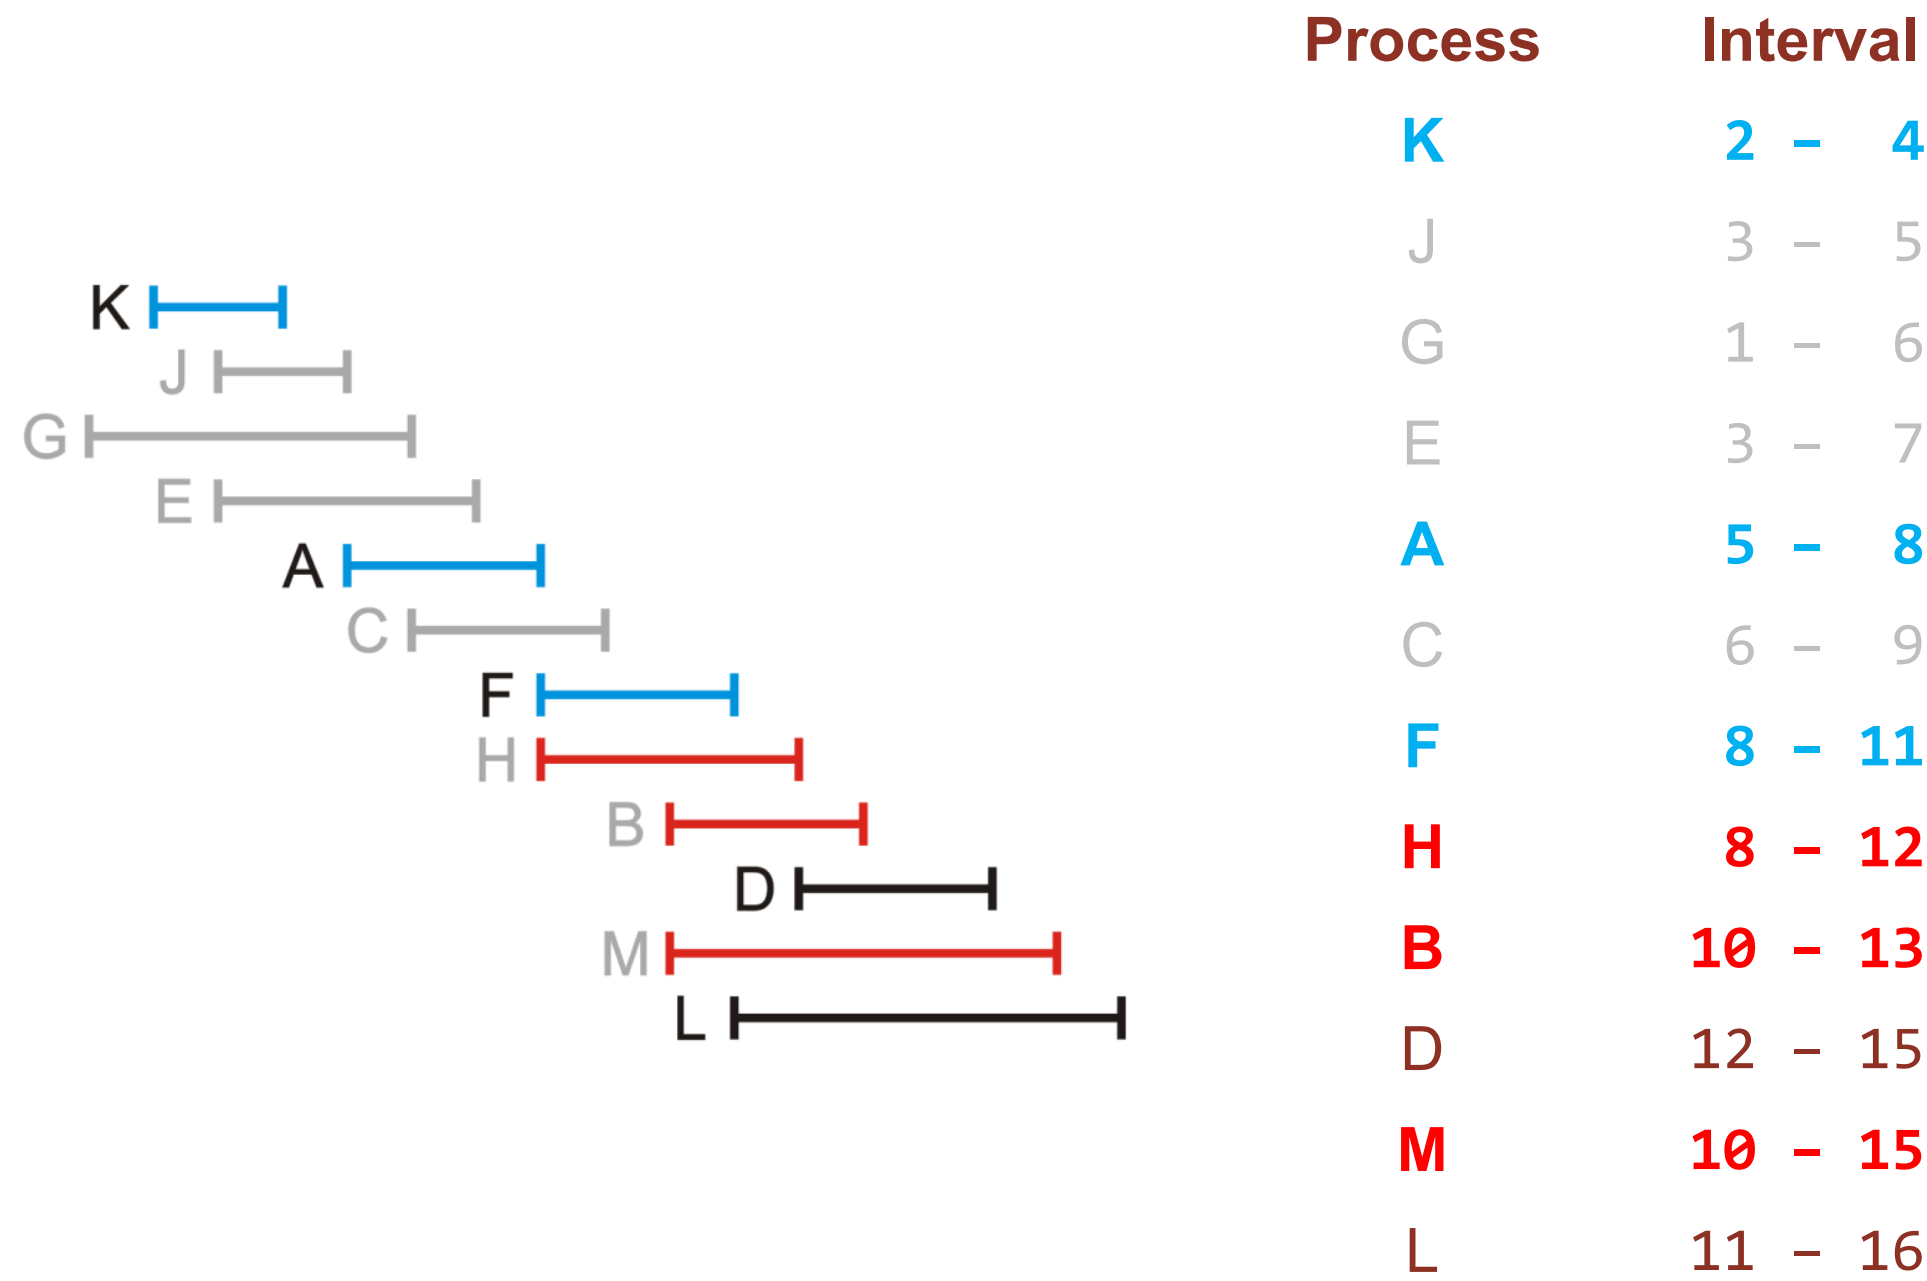 Process Interval
K 2 – 4
J 3 – 5
G 1 – 6
E 3 – 7
A 5 – 8
C 6 – 9
F 8 – 11
H 8 – 12
B 10 – 13
D 12 – 15
M 10 – 15
L 11 – 16
K
J
G
E
A
C
F
H
B
D
M
L